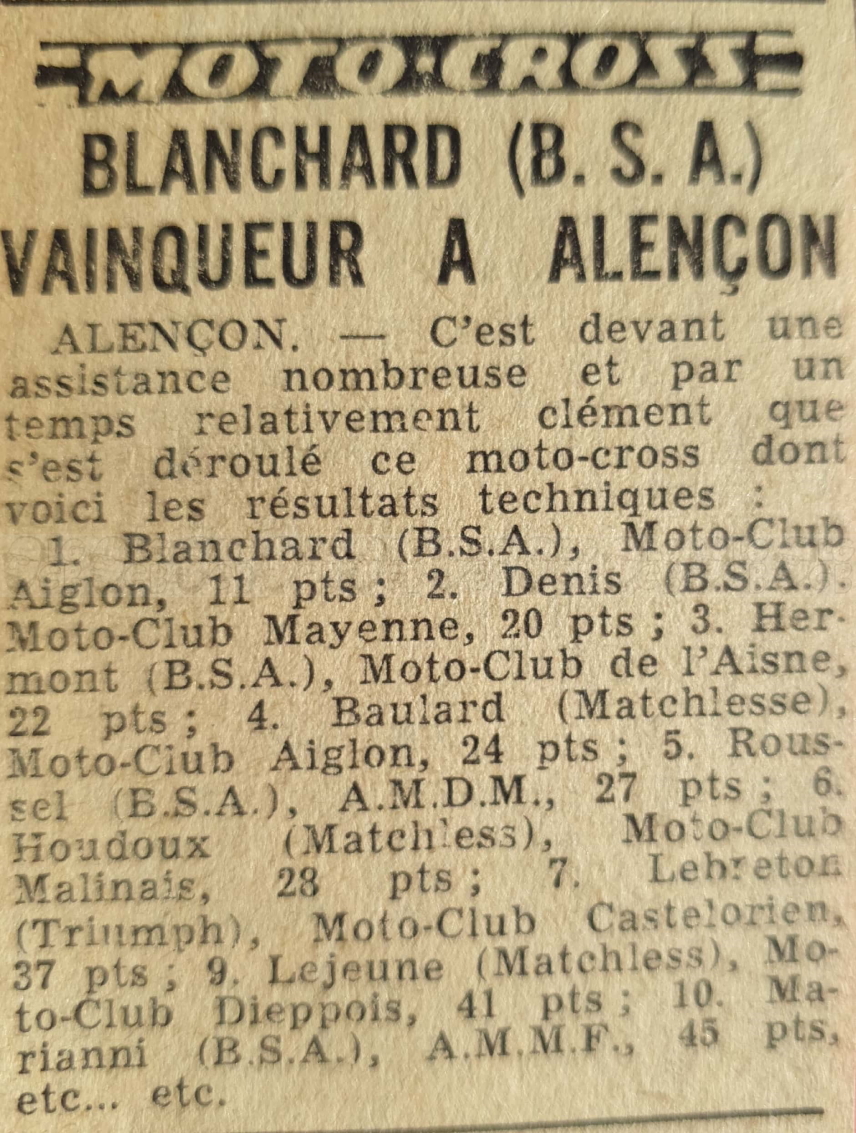 MOTO-CROSS
BLANCHARD (B. S. A.)
VAINQUEUR A ALENÇON
ALENÇON. — C'est devant une
assistance nombreuse et par un
temps relativement clément que
s'est déroulé ce moto-cross dont
voici les résultats techniques :
1. Blanchard (B.S.A.), Moto-Club
Aiglon, 11 pts ; 2. Denis (B.S.A.).
Moto-Club Mayenne, 20 pts ; 3. Her-
mont (B.S.A.), Moto-Club de l'Aisne,
22 pts ; 4. Baulard (Matchlesse),
Moto-Club Aiglon, 24 pts ; 5. Rous-
sel (B.S.A.), A.M.D.M., 27 pts ; 6.
Houdoux (Matchless), Moto-Club
Malinais, 28 pts ; 7. Lebreton
(Triumph), Moto-Club Castelorien,
37 pts ; 9. Lejeune (Matchless), Mo-
to-Club Dieppois, 41 pts ; 10. Ma-
rianni (B.S.A.), A.M.M.F., 45 pts,
etc... etc.